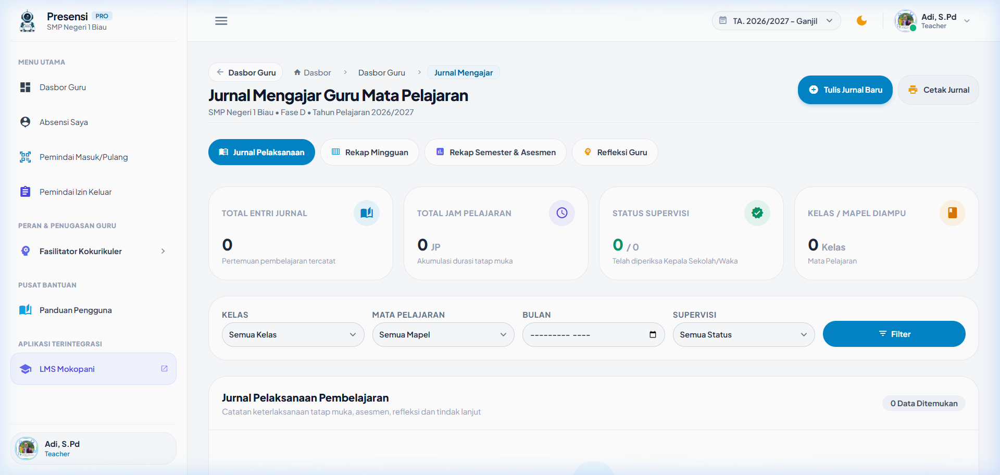 Presensi PRO
SMP Negeri 1 Biau
TA. 2026/2027 - Ganjil
Adi, S.Pd
Teacher
MENU UTAMA
Dasbor Guru
Absensi Saya
Pemindai Masuk/Pulang
Pemindai Izin Keluar
PERAN & PENUGASAN GURU
Fasilitator Kokurikuler
PUSAT BANTUAN
Panduan Pengguna
APLIKASI TERINTEGRASI
LMS Mokopani
Adi, S.Pd
Teacher
Dasbor Guru
Dasbor
Dasbor Guru
Jurnal Mengajar
Jurnal Mengajar Guru Mata Pelajaran
SMP Negeri 1 Biau • Fase D • Tahun Pelajaran 2026/2027
Tulis Jurnal Baru
Cetak Jurnal
Jurnal Pelaksanaan
Rekap Mingguan
Rekap Semester & Asesmen
Refleksi Guru
TOTAL ENTRI JURNAL
0
Pertemuan pembelajaran tercatat
TOTAL JAM PELAJARAN
0 JP
Akumulasi durasi tatap muka
STATUS SUPERVISI
0 / 0
Telah diperiksa Kepala Sekolah/Waka
KELAS / MAPEL DIAMPU
0 Kelas
Mata Pelajaran
KELAS
Semua Kelas
MATA PELAJARAN
Semua Mapel
BULAN
--------- ----
SUPERVISI
Semua Status
Filter
Jurnal Pelaksanaan Pembelajaran
Catatan keterlaksanaan tatap muka, asesmen, refleksi dan tindak lanjut
0 Data Ditemukan